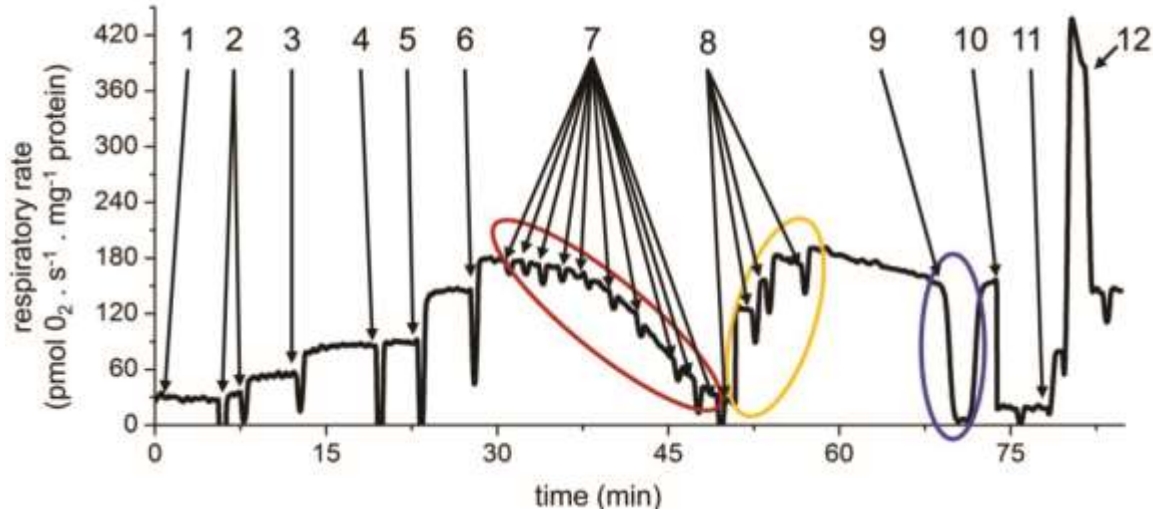 1 2 3 4 5 6 7 8 9 10 11 12
420
360
300
240
180
120
60
0
respiratory rate
(pmol 0₂ . s⁻¹ . mg⁻¹ protein)
0 15 30 45 60 75
time (min)